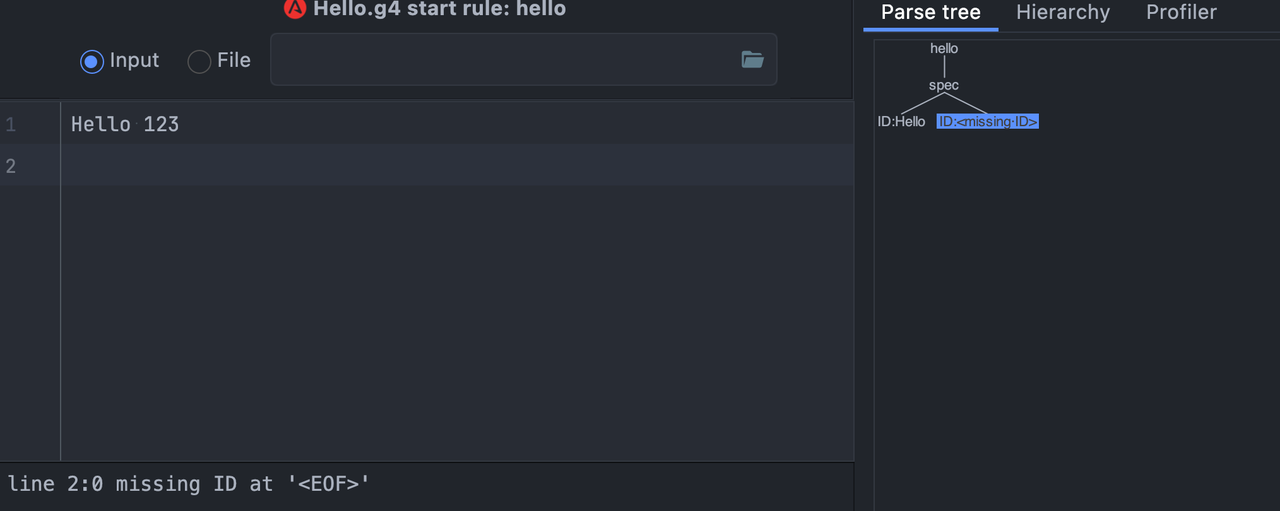 Hello.g4 start rule: hello
Input File
1 Hello 123
2
line 2:0 missing ID at '<EOF>'
Parse tree Hierarchy Profiler
hello
spec
ID:Hello ID:<missing·ID>